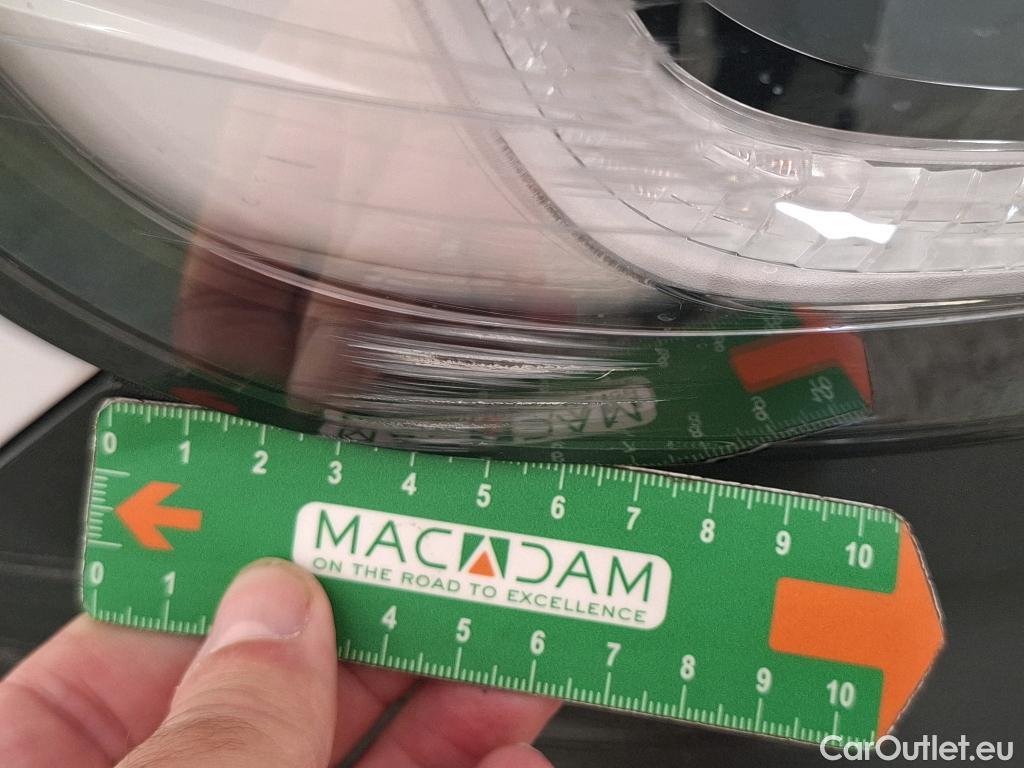 0 1 2 3 4 5 6 7 8 9 10
MACADAM
ON THE ROAD TO EXCELLENCE
0 1 4 5 6 7 8 9 10
CarOutlet.eu